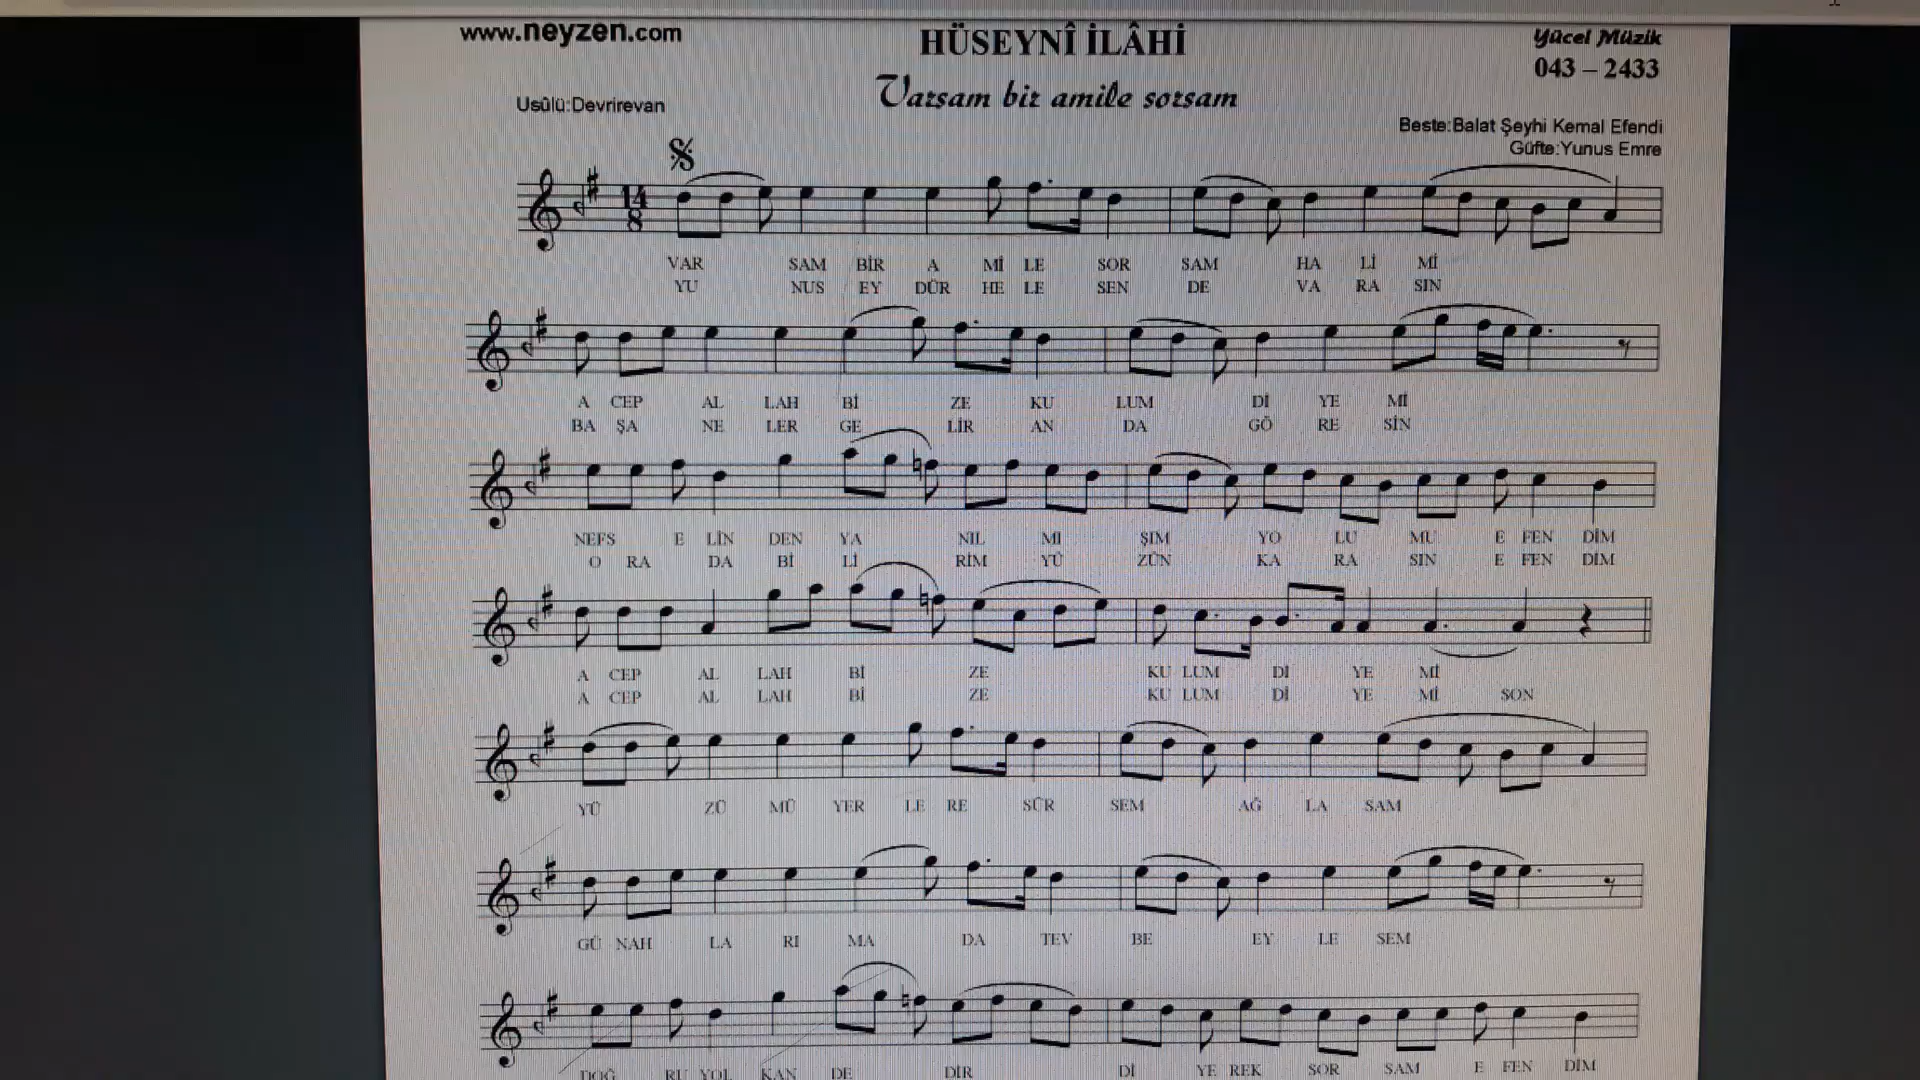 www.neyzen.com
HÜSEYNÎ İLÂHİ
Yücel Müzik
043 – 2433
Varsam bir amile sorsam
Usûlü:Devrirevan
Beste:Balat Şeyhi Kemal Efendi
Güfte:Yunus Emre
14
8
VAR SAM BİR A Mİ LE SOR SAM HA Lİ Mİ
YU NUS EY DÜR HE LE SEN DE VA RA SIN
A CEP AL LAH Bİ ZE KU LUM Dİ YE Mİ
BA ŞA NE LER GE LİR AN DA GÖ RE SİN
NEFS E LİN DEN YA NIL MI ŞIM YO LU MU E FEN DİM
O RA DA Bİ Lİ RİM YÜ ZÜN KA RA SIN E FEN DİM
A CEP AL LAH Bİ ZE KU LUM Dİ YE Mİ
A CEP AL LAH Bİ ZE KU LUM Dİ YE Mİ SON
YÜ ZÜ MÜ YER LE RE SÜR SEM AĞ LA SAM
GÜ NAH LA RI MA DA TEV BE EY LE SEM
DOĞ RU YOL KAN DE DİR Dİ YE REK SOR SAM E FEN DİM